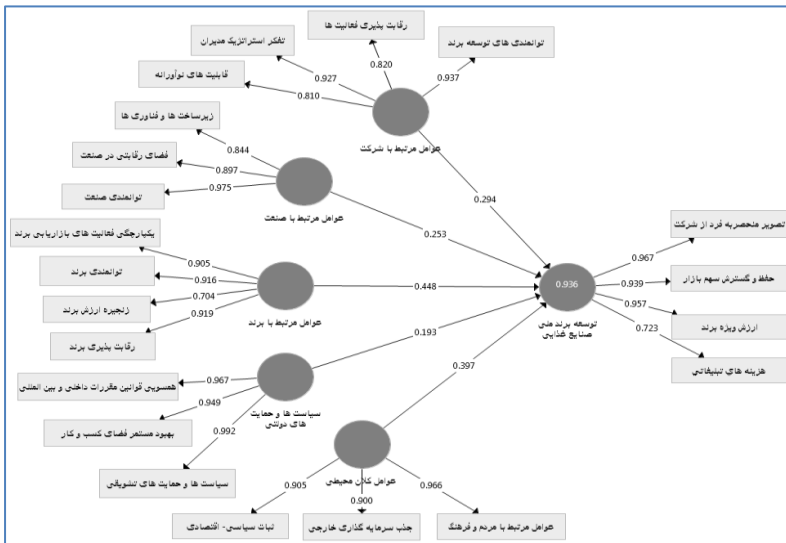 رقابت پذیری فعالیت ها
تفکر استراتژیک مدیران
توانمندی های توسعه برند
قابلیت های نوآورانه
0.820
0.927
0.937
0.810
زیرساخت ها و فناوری ها
0.844
عوامل مرتبط با شرکت
فضای رقابتی در صنعت
0.897
0.975
توانمندی صنعت
عوامل مرتبط با صنعت
0.294
0.253
تصویر منحصربه فرد از شرکت
یکپارچگی فعالیت های بازاریابی برند
0.905
0.967
توانمندی برند
0.916
حفظ و گسترش سهم بازار
0.939
0.448
0.936
زنجیره ارزش برند
0.704
0.919
عوامل مرتبط با برند
رقابت پذیری برند
ارزش ویژه برند
0.957
0.723
توسعه برند ملی
صنایع غذایی
هزینه های تبلیغاتی
0.193
0.397
همسویی قوانین مقررات داخلی و بین المللی
0.967
سیاست ها و حمایت
های دولتی
0.949
بهبود مستمر فضای کسب و کار
0.992
سیاست ها و حمایت های تشویقی
عوامل کلان محیطی
0.905
0.900
0.966
ثبات سیاسی- اقتصادی
جذب سرمایه گذاری خارجی
عوامل مرتبط با مردم و فرهنگ